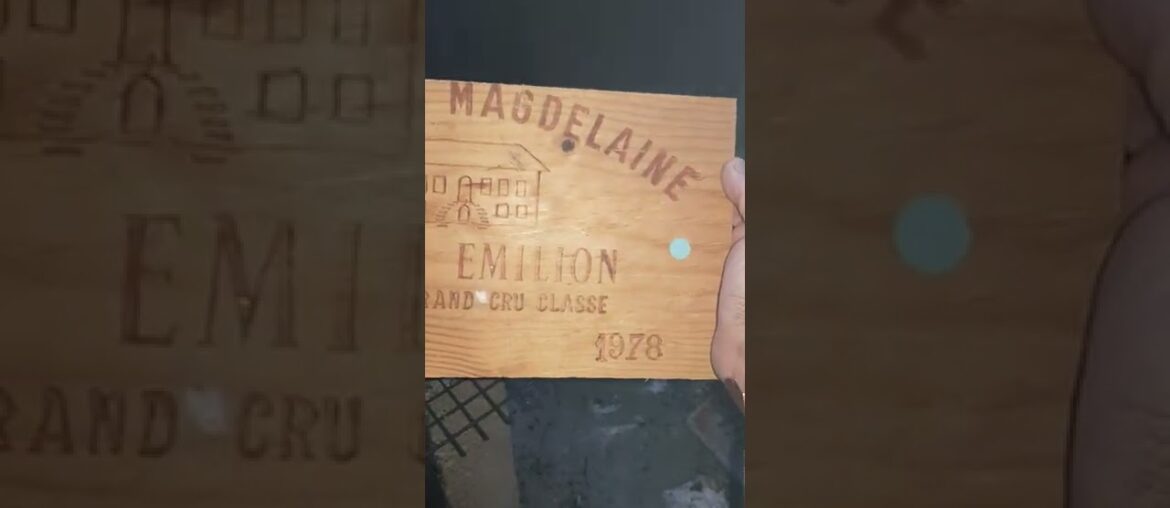 MAGDELAINE
EMILION
RAND CRU CLASSE
1978